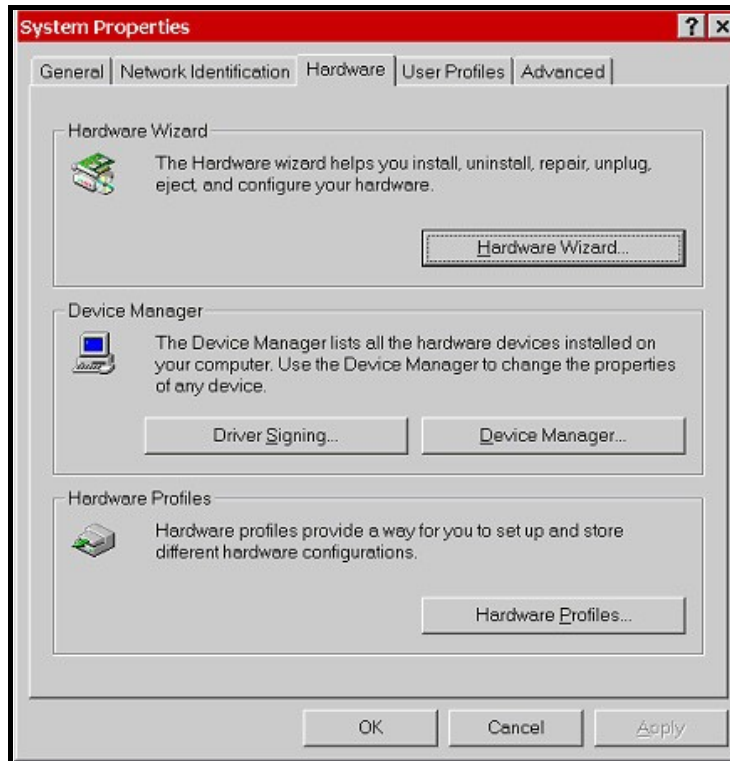 System Properties
General
Network Identification
Hardware
User Profiles
Advanced
Hardware Wizard
The Hardware wizard helps you install, uninstall, repair, unplug,
eject, and configure your hardware.
Hardware Wizard...
Device Manager
The Device Manager lists all the hardware devices installed on
your computer. Use the Device Manager to change the properties
of any device.
Driver Signing...
Device Manager...
Hardware Profiles
Hardware profiles provide a way for you to set up and store
different hardware configurations.
Hardware Profiles...
OK
Cancel
Apply